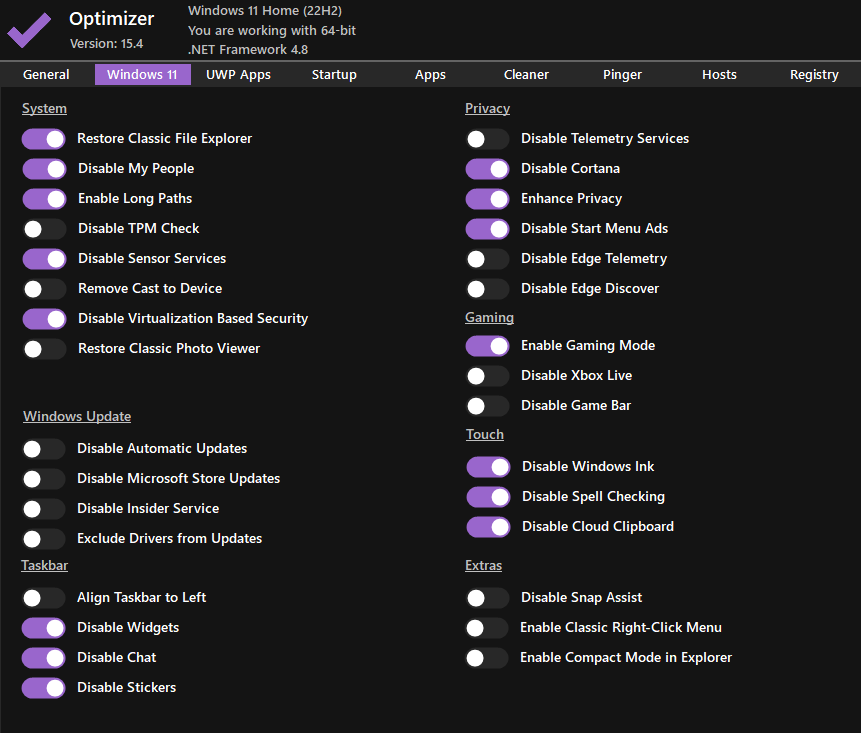 Optimizer
Version: 15.4
Windows 11 Home (22H2)
You are working with 64-bit
.NET Framework 4.8
General
Windows 11
UWP Apps
Startup
Apps
Cleaner
Pinger
Hosts
Registry
System
Restore Classic File Explorer
Disable My People
Enable Long Paths
Disable TPM Check
Disable Sensor Services
Remove Cast to Device
Disable Virtualization Based Security
Restore Classic Photo Viewer
Windows Update
Disable Automatic Updates
Disable Microsoft Store Updates
Disable Insider Service
Exclude Drivers from Updates
Taskbar
Align Taskbar to Left
Disable Widgets
Disable Chat
Disable Stickers
Privacy
Disable Telemetry Services
Disable Cortana
Enhance Privacy
Disable Start Menu Ads
Disable Edge Telemetry
Disable Edge Discover
Gaming
Enable Gaming Mode
Disable Xbox Live
Disable Game Bar
Touch
Disable Windows Ink
Disable Spell Checking
Disable Cloud Clipboard
Extras
Disable Snap Assist
Enable Classic Right-Click Menu
Enable Compact Mode in Explorer